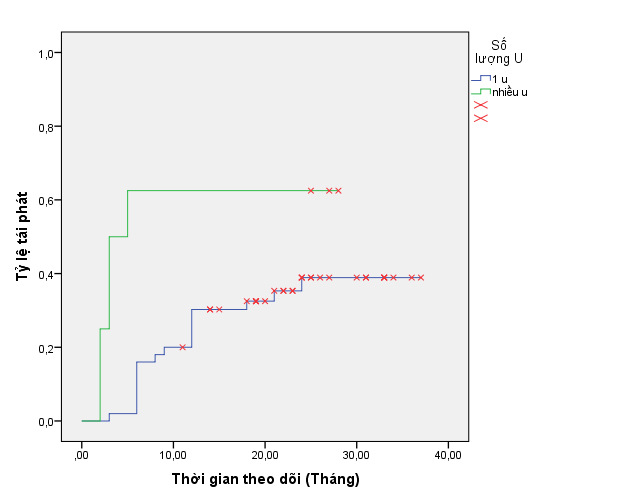 Số
lượng U
1 u
nhiều u
1,0
0,8
0,6
0,4
0,2
0,0
Tỷ lệ tái phát
,00
10,00
20,00
30,00
40,00
Thời gian theo dõi (Tháng)